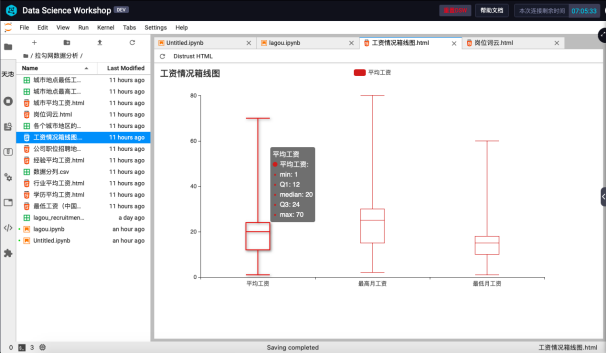 Data Science Workshop DEV
帮助文档
本次连接剩余时间 07:05:33
File Edit View Run Kernel Tabs Settings Help
Untitled.ipynb
lagou.ipynb
工资情况箱线图.html
岗位词云.html
Distrust HTML
/ 拉勾网数据分析 /
天池
Name Last Modified
城市地点最低工... 11 hours ago
城市地点最高工... 11 hours ago
城市平均工资.html 11 hours ago
岗位词云.html 11 hours ago
各个城市地区的... 11 hours ago
工资情况箱线图... 11 hours ago
公司职位招聘地... 11 hours ago
经验平均工资.html 11 hours ago
数据分列.csv 11 hours ago
行业平均工资.html 11 hours ago
学历平均工资.html 11 hours ago
最低工资（中国... 11 hours ago
lagou_recruitmen... a day ago
lagou.ipynb an hour ago
Untitled.ipynb an hour ago
工资情况箱线图
平均工资
80
60
40
20
0
平均工资
平均工资:
min: 1
Q1: 12
median: 20
Q3: 24
max: 70
平均工资
最高月工资
最低月工资
0
3
Saving completed
工资情况箱线图.html